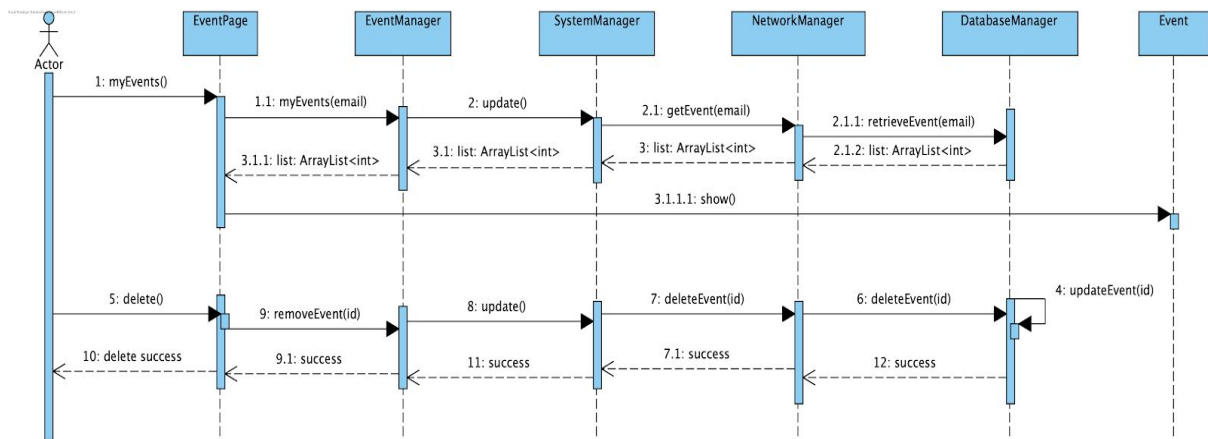 EventPage
EventManager
SystemManager
NetworkManager
DatabaseManager
Event
Actor
1: myEvents()
1.1: myEvents(email)
2: update()
2.1: getEvent(email)
2.1.1: retrieveEvent(email)
3.1.1: list: ArrayList<int>
3.1: list: ArrayList<int>
3: list: ArrayList<int>
2.1.2: list: ArrayList<int>
3.1.1.1: show()
5: delete()
9: removeEvent(id)
8: update()
7: deleteEvent(id)
6: deleteEvent(id)
4: updateEvent(id)
10: delete success
9.1: success
11: success
7.1: success
12: success